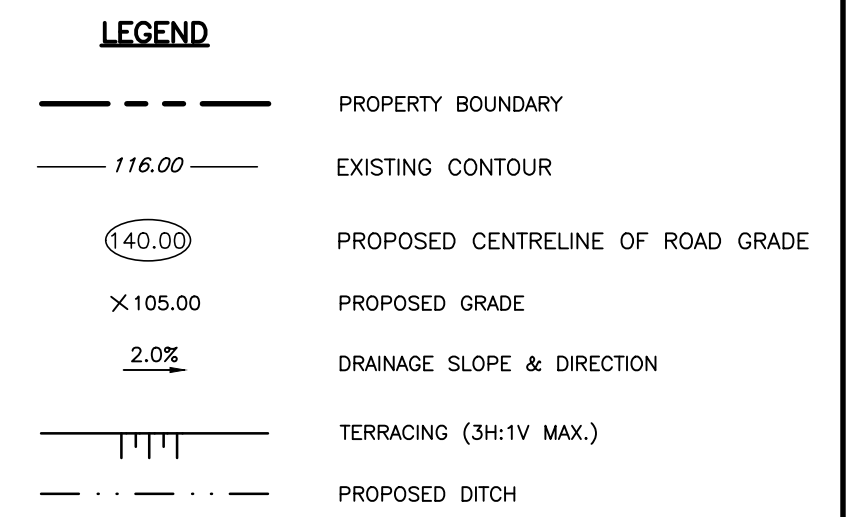 LEGEND
PROPERTY BOUNDARY
116.00 EXISTING CONTOUR
140.00 PROPOSED CENTRELINE OF ROAD GRADE
×105.00 PROPOSED GRADE
2.0% DRAINAGE SLOPE & DIRECTION
TERRACING (3H:1V MAX.)
PROPOSED DITCH